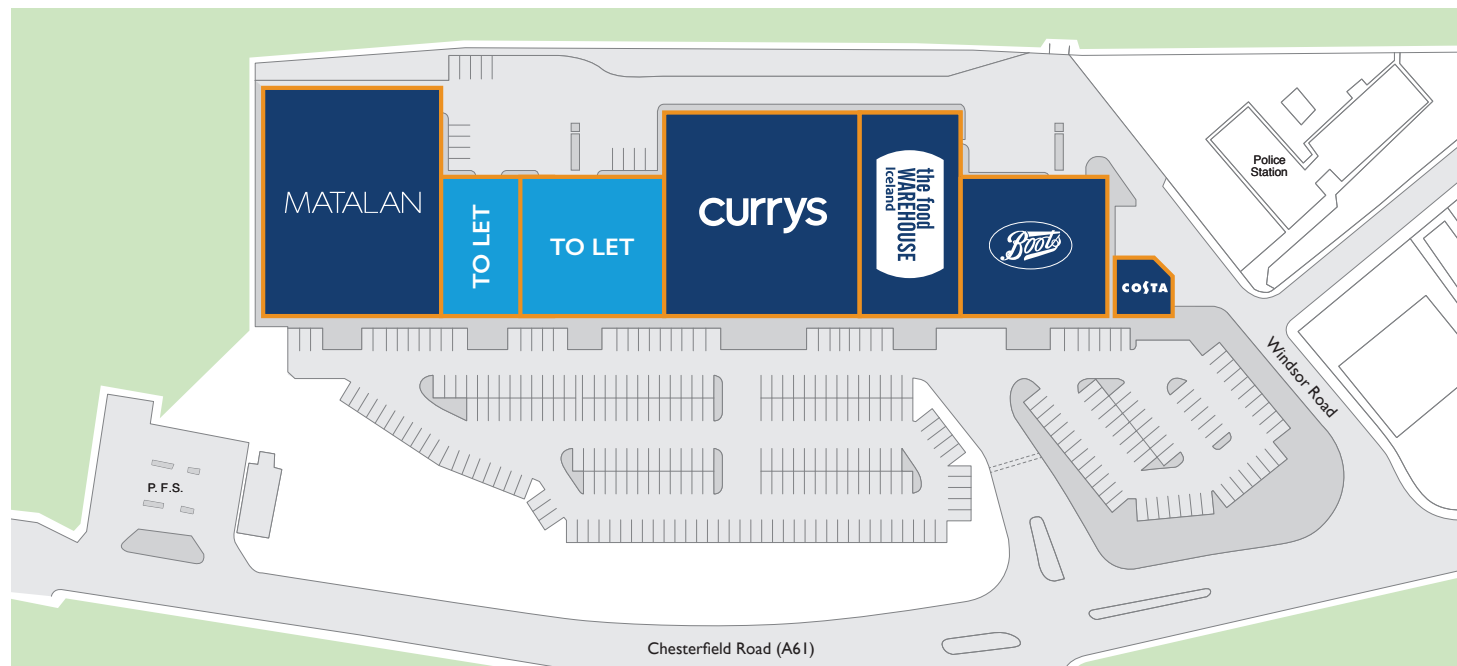 MATALAN
TO LET
TO LET
currys
the food
WAREHOUSE
Iceland
Boots
COSTA
Police
Station
Windsor Road
P. F.S.
Chesterfield Road (A61)